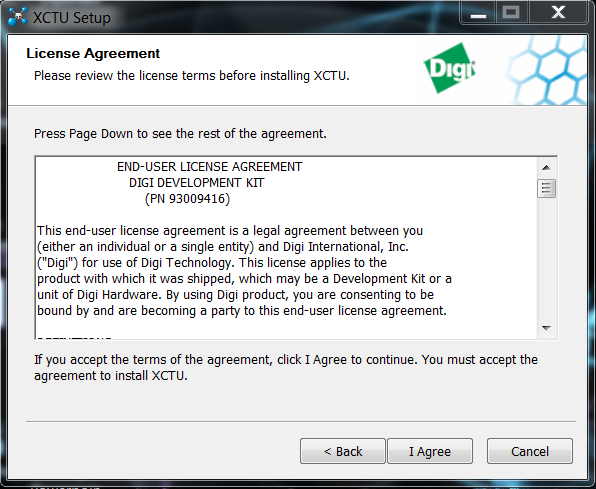 XCTU Setup
License Agreement
Please review the license terms before installing XCTU.
Digi
Press Page Down to see the rest of the agreement.
END-USER LICENSE AGREEMENT
DIGI DEVELOPMENT KIT
(PN 93009416)
This end-user license agreement is a legal agreement between you
(either an individual or a single entity) and Digi International, Inc.
("Digi") for use of Digi Technology. This license applies to the
product with which it was shipped, which may be a Development Kit or a
unit of Digi Hardware. By using Digi product, you are consenting to be
bound by and are becoming a party to this end-user license agreement.
If you accept the terms of the agreement, click I Agree to continue. You must accept the
agreement to install XCTU.
< Back
I Agree
Cancel